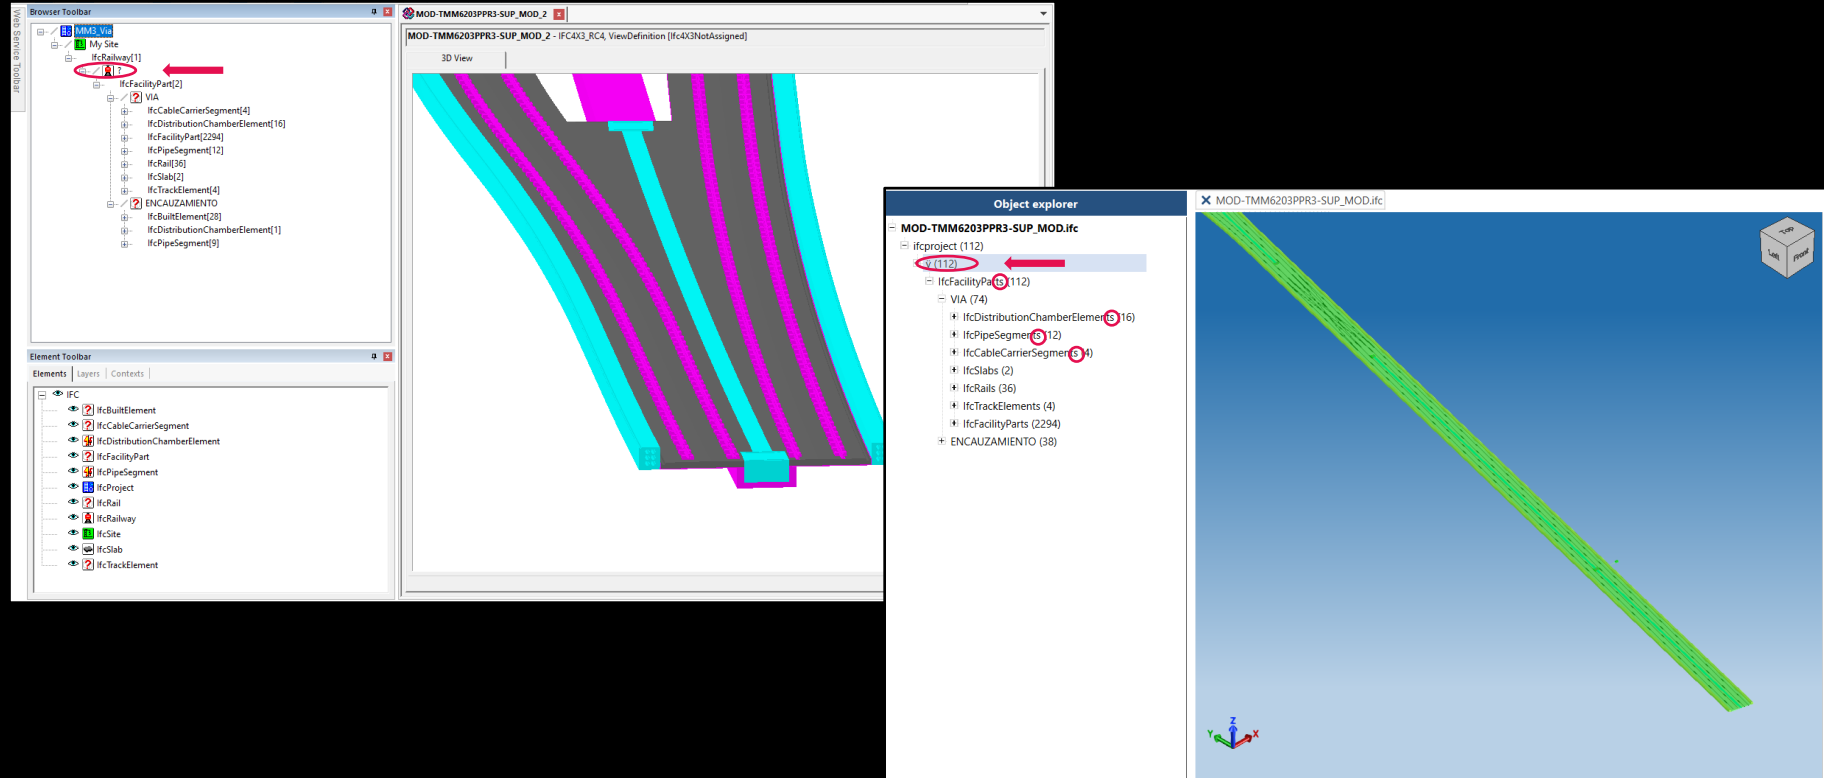 Web Service Toolbar
Browser Toolbar
MM3_Via
My Site
IfcRailway[1]
?
IfcFacilityPart[2]
VIA
IfcCableCarrierSegment[4]
IfcDistributionChamberElement[16]
IfcFacilityPart[2294]
IfcPipeSegment[12]
IfcRail[36]
IfcSlab[2]
IfcTrackElement[4]
ENCAUZAMIENTO
IfcBuiltElement[28]
IfcDistributionChamberElement[1]
IfcPipeSegment[9]
Element Toolbar
Elements Layers Contexts
IFC
IfcBuiltElement
IfcCableCarrierSegment
IfcDistributionChamberElement
IfcFacilityPart
IfcPipeSegment
IfcProject
IfcRail
IfcRailway
IfcSite
IfcSlab
IfcTrackElement
MOD-TMM6203PPR3-SUP_MOD_2
MOD-TMM6203PPR3-SUP_MOD_2 - IFC4X3_RC4, ViewDefinition [Ifc4X3NotAssigned]
3D View
Object explorer
MOD-TMM6203PPR3-SUP_MOD.ifc
ifcproject (112)
ÿ (112)
IfcFacilityParts (112)
VIA (74)
IfcDistributionChamberElements (16)
IfcPipeSegments (12)
IfcCableCarrierSegments (4)
IfcSlabs (2)
IfcRails (36)
IfcTrackElements (4)
IfcFacilityParts (2294)
ENCAUZAMIENTO (38)
MOD-TMM6203PPR3-SUP_MOD.ifc
Top
Left
Front
Z
Y
X